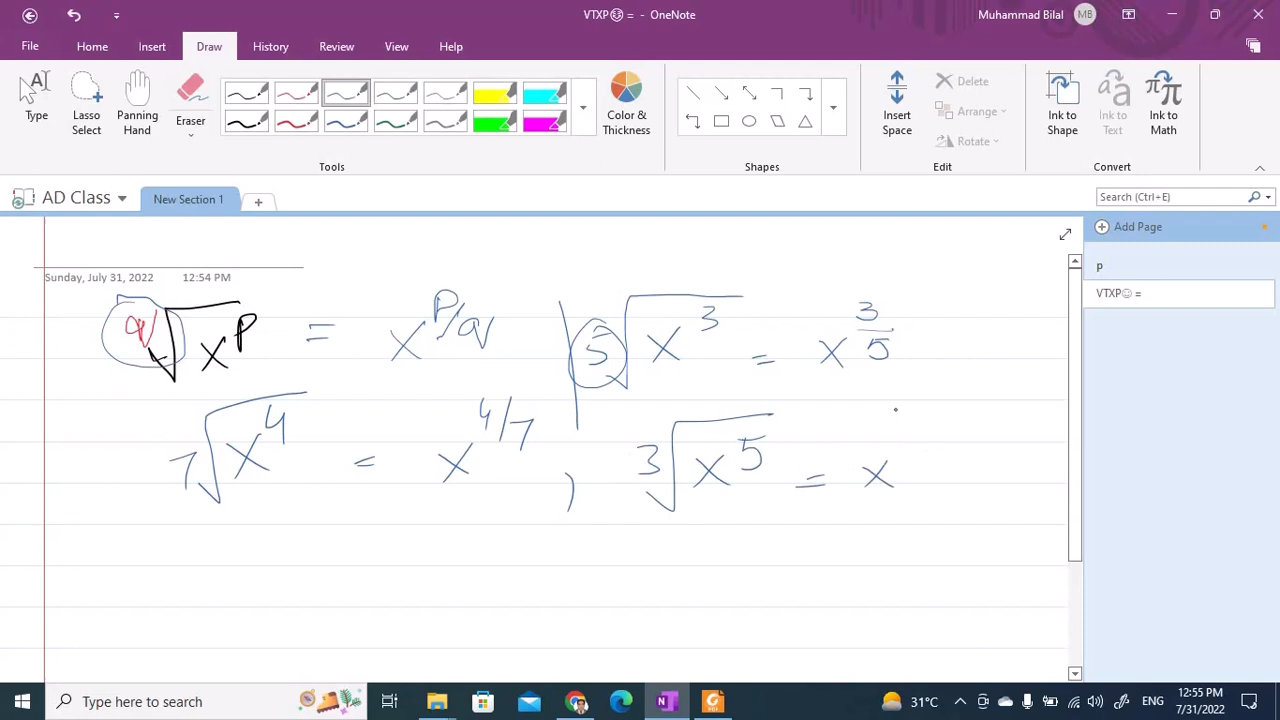 VTXP☺ = - OneNote
Muhammad Bilal MB
File Home Insert Draw History Review View Help
Type
Lasso Select
Panning Hand
Eraser
Color & Thickness
Insert Space
Delete
Arrange
Rotate
Ink to Shape
Ink to Text
Ink to Math
Tools Shapes Edit Convert
AD Class New Section 1 Search (Ctrl+E)
Add Page
p
VTXP☺ =
Sunday, July 31, 2022 12:54 PM
q√x^p = x^p/q | 5√x^3 = x^3/5
7√x^4 = x^4/7 , 3√x^5 = x
Type here to search
31°C ENG 12:55 PM 7/31/2022